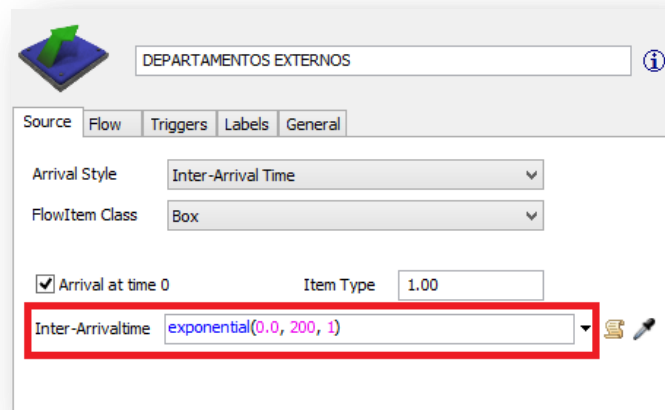 DEPARTAMENTOS EXTERNOS
Source Flow Triggers Labels General
Arrival Style Inter-Arrival Time
FlowItem Class Box
Arrival at time 0 Item Type 1.00
Inter-Arrivaltime exponential(0.0, 200, 1)